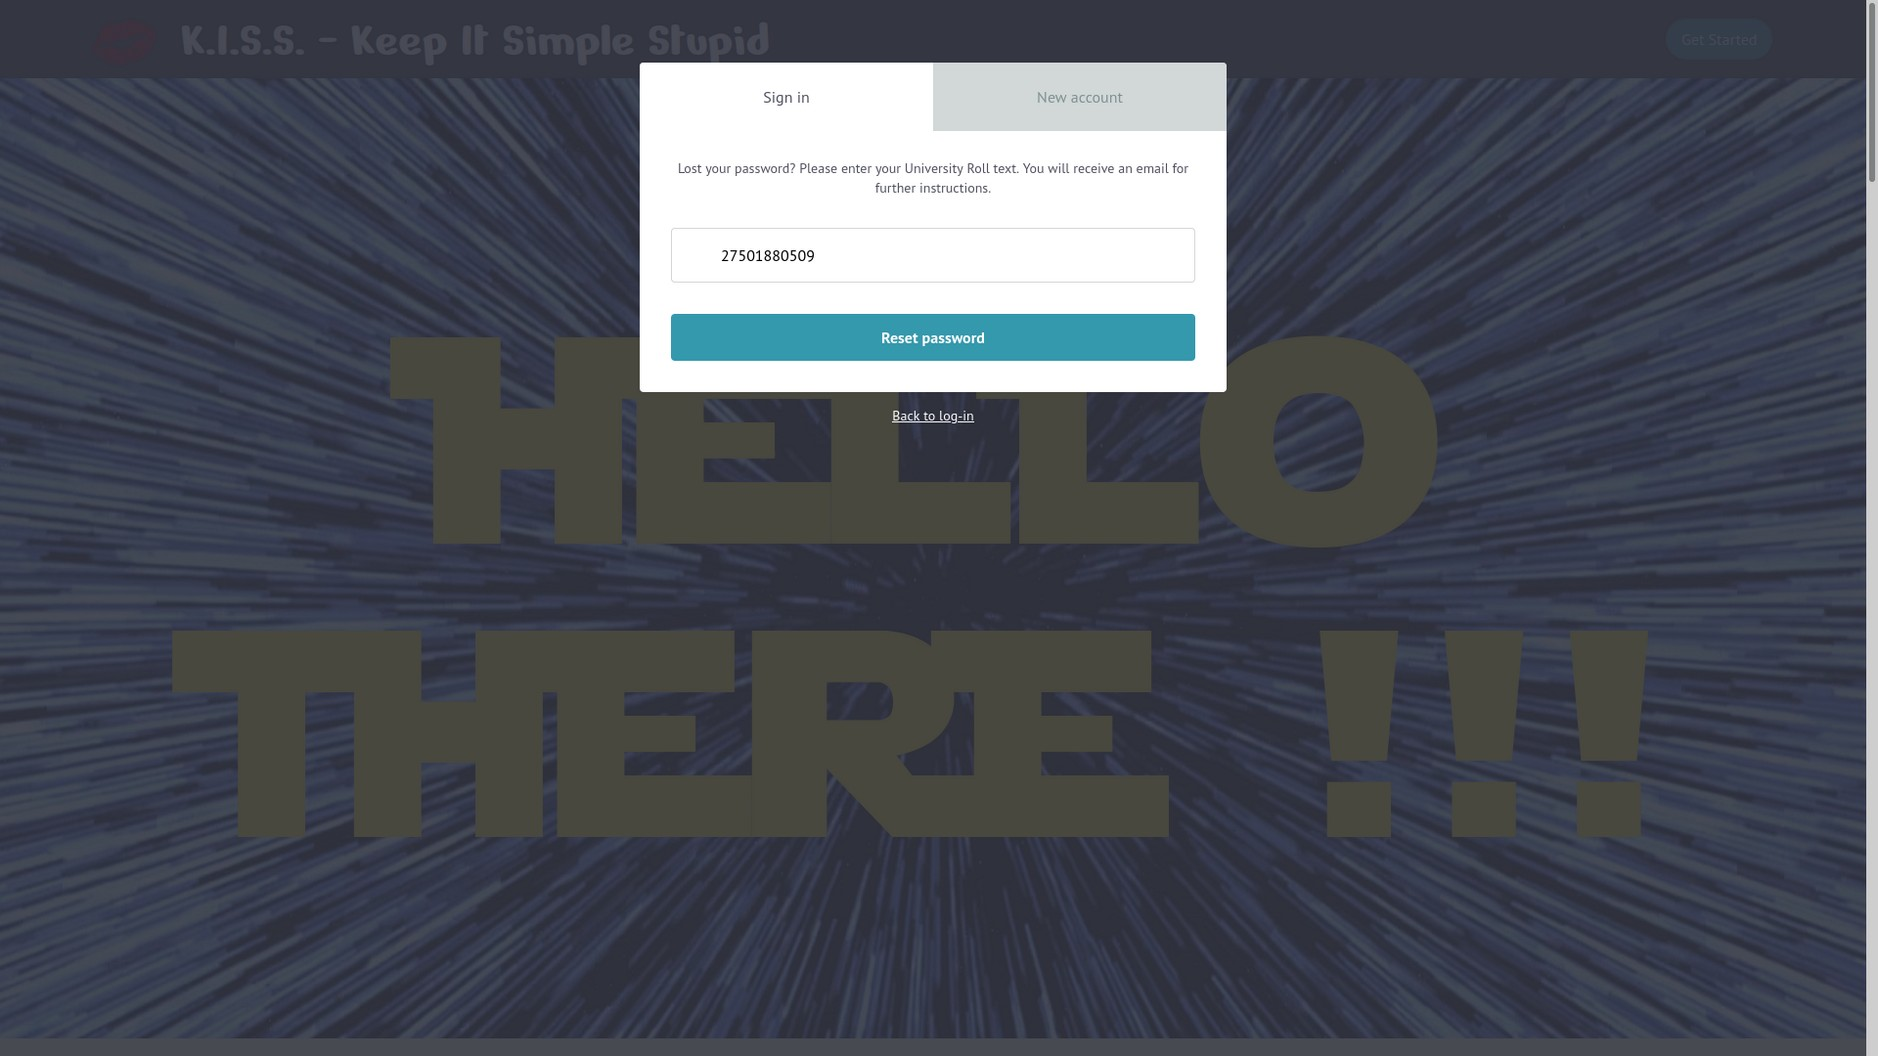 K.I.S.S. - Keep It Simple Stupid
Get Started
Sign in
New account
Lost your password? Please enter your University Roll text. You will receive an email for
further instructions.
27501880509
Reset password
Back to log-in
HELLO
THERE !!!